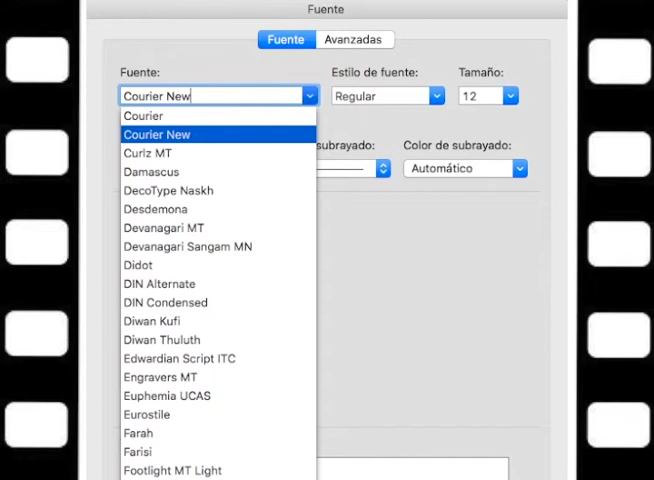 Fuente
Fuente Avanzadas
Fuente: Estilo de fuente: Tamaño:
Courier New Regular 12
Courier
Courier New
subrayado: Color de subrayado:
Curlz MT
Automático
Damascus
DecoType Naskh
Desdemona
Devanagari MT
Devanagari Sangam MN
Didot
DIN Alternate
DIN Condensed
Diwan Kufi
Diwan Thuluth
Edwardian Script ITC
Engravers MT
Euphemia UCAS
Eurostile
Farah
Farisi
Footlight MT Light